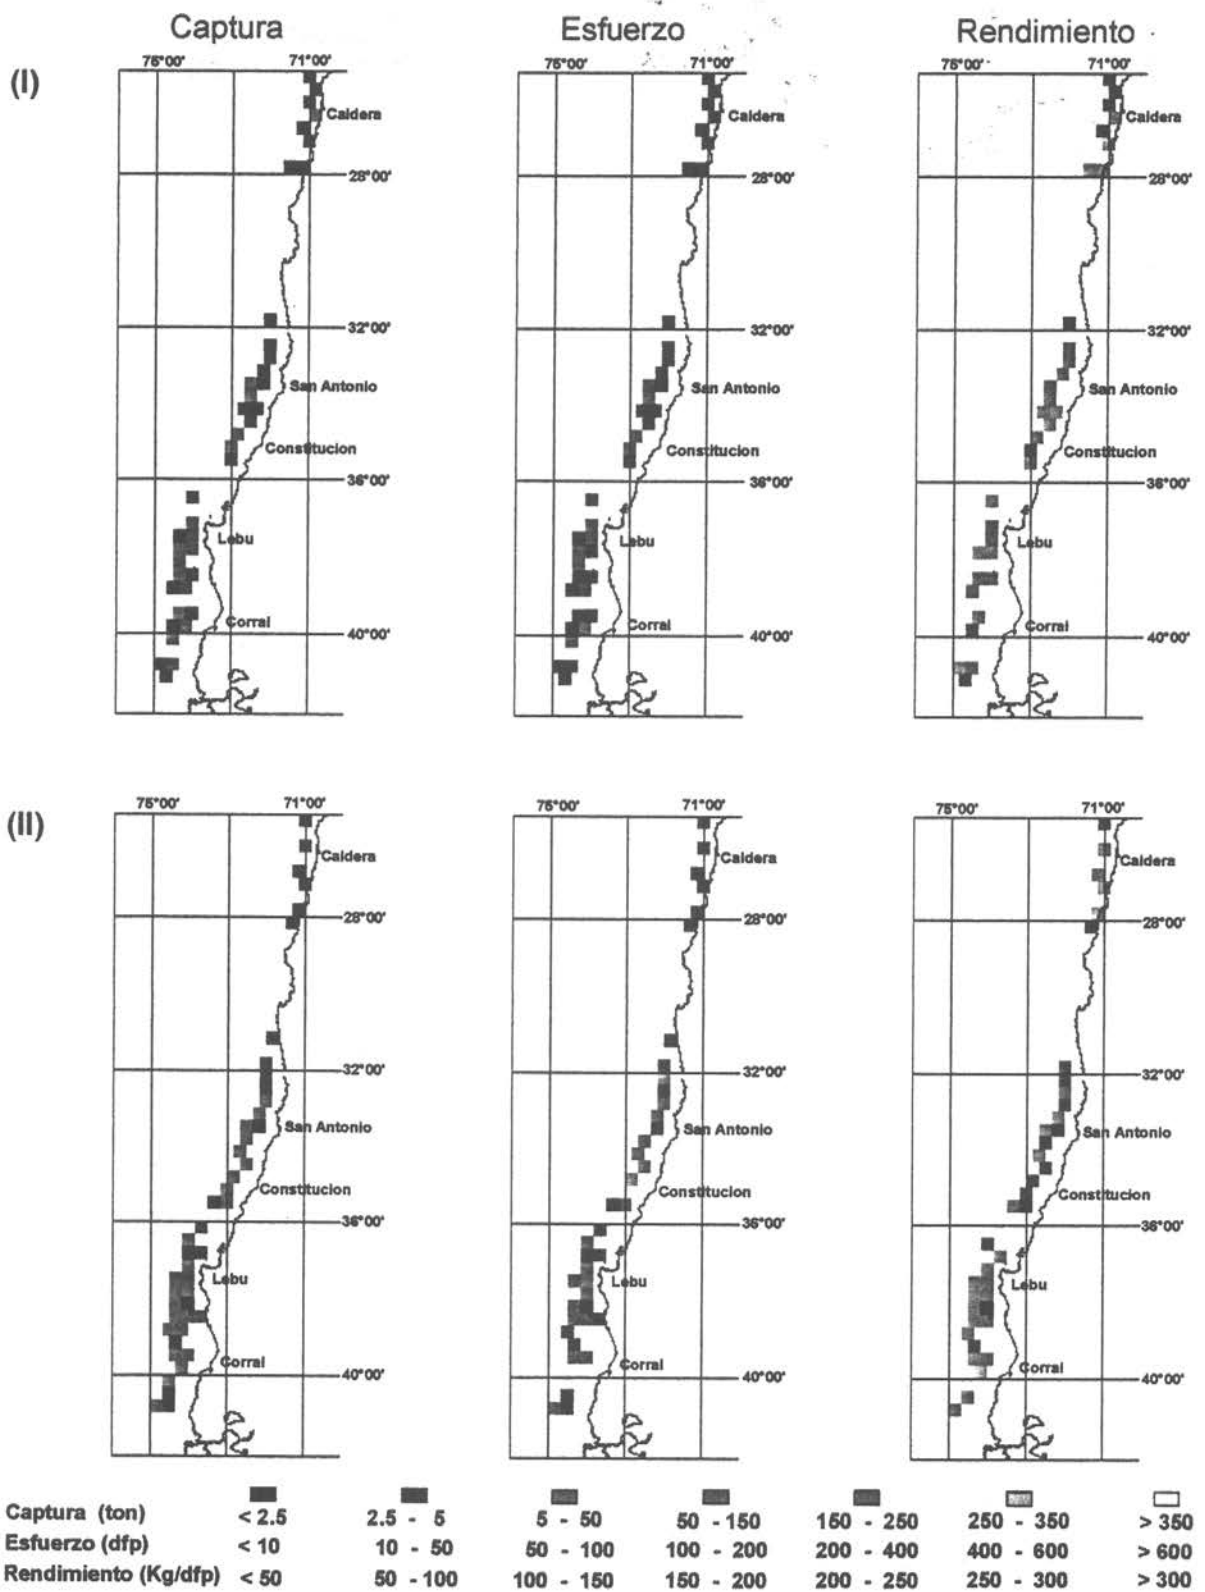 Captura Esfuerzo Rendimiento
(I)
75°00' 71°00' 75°00' 71°00' 75°00' 71°00'
Caldera Caldera Caldera
28°00' 28°00' 28°00'
32°00' 32°00' 32°00'
San Antonio San Antonio San Antonio
Constitucion Constitucion Constitucion
36°00' 36°00' 36°00'
Lebu Lebu Lebu
Corral Corral Corral
40°00' 40°00' 40°00'
(II)
75°00' 71°00' 75°00' 71°00' 75°00' 71°00'
Caldera Caldera Caldera
28°00' 28°00' 28°00'
32°00' 32°00' 32°00'
San Antonio San Antonio San Antonio
Constitucion Constitucion Constitucion
36°00' 36°00' 36°00'
Lebu Lebu Lebu
Corral Corral Corral
40°00' 40°00' 40°00'
Captura (ton) < 2.5 2.5 - 5 5 - 50 50 - 150 150 - 250 250 - 350 > 350
Esfuerzo (dfp) < 10 10 - 50 50 - 100 100 - 200 200 - 400 400 - 600 > 600
Rendimiento (Kg/dfp) < 50 50 - 100 100 - 150 150 - 200 200 - 250 250 - 300 > 300